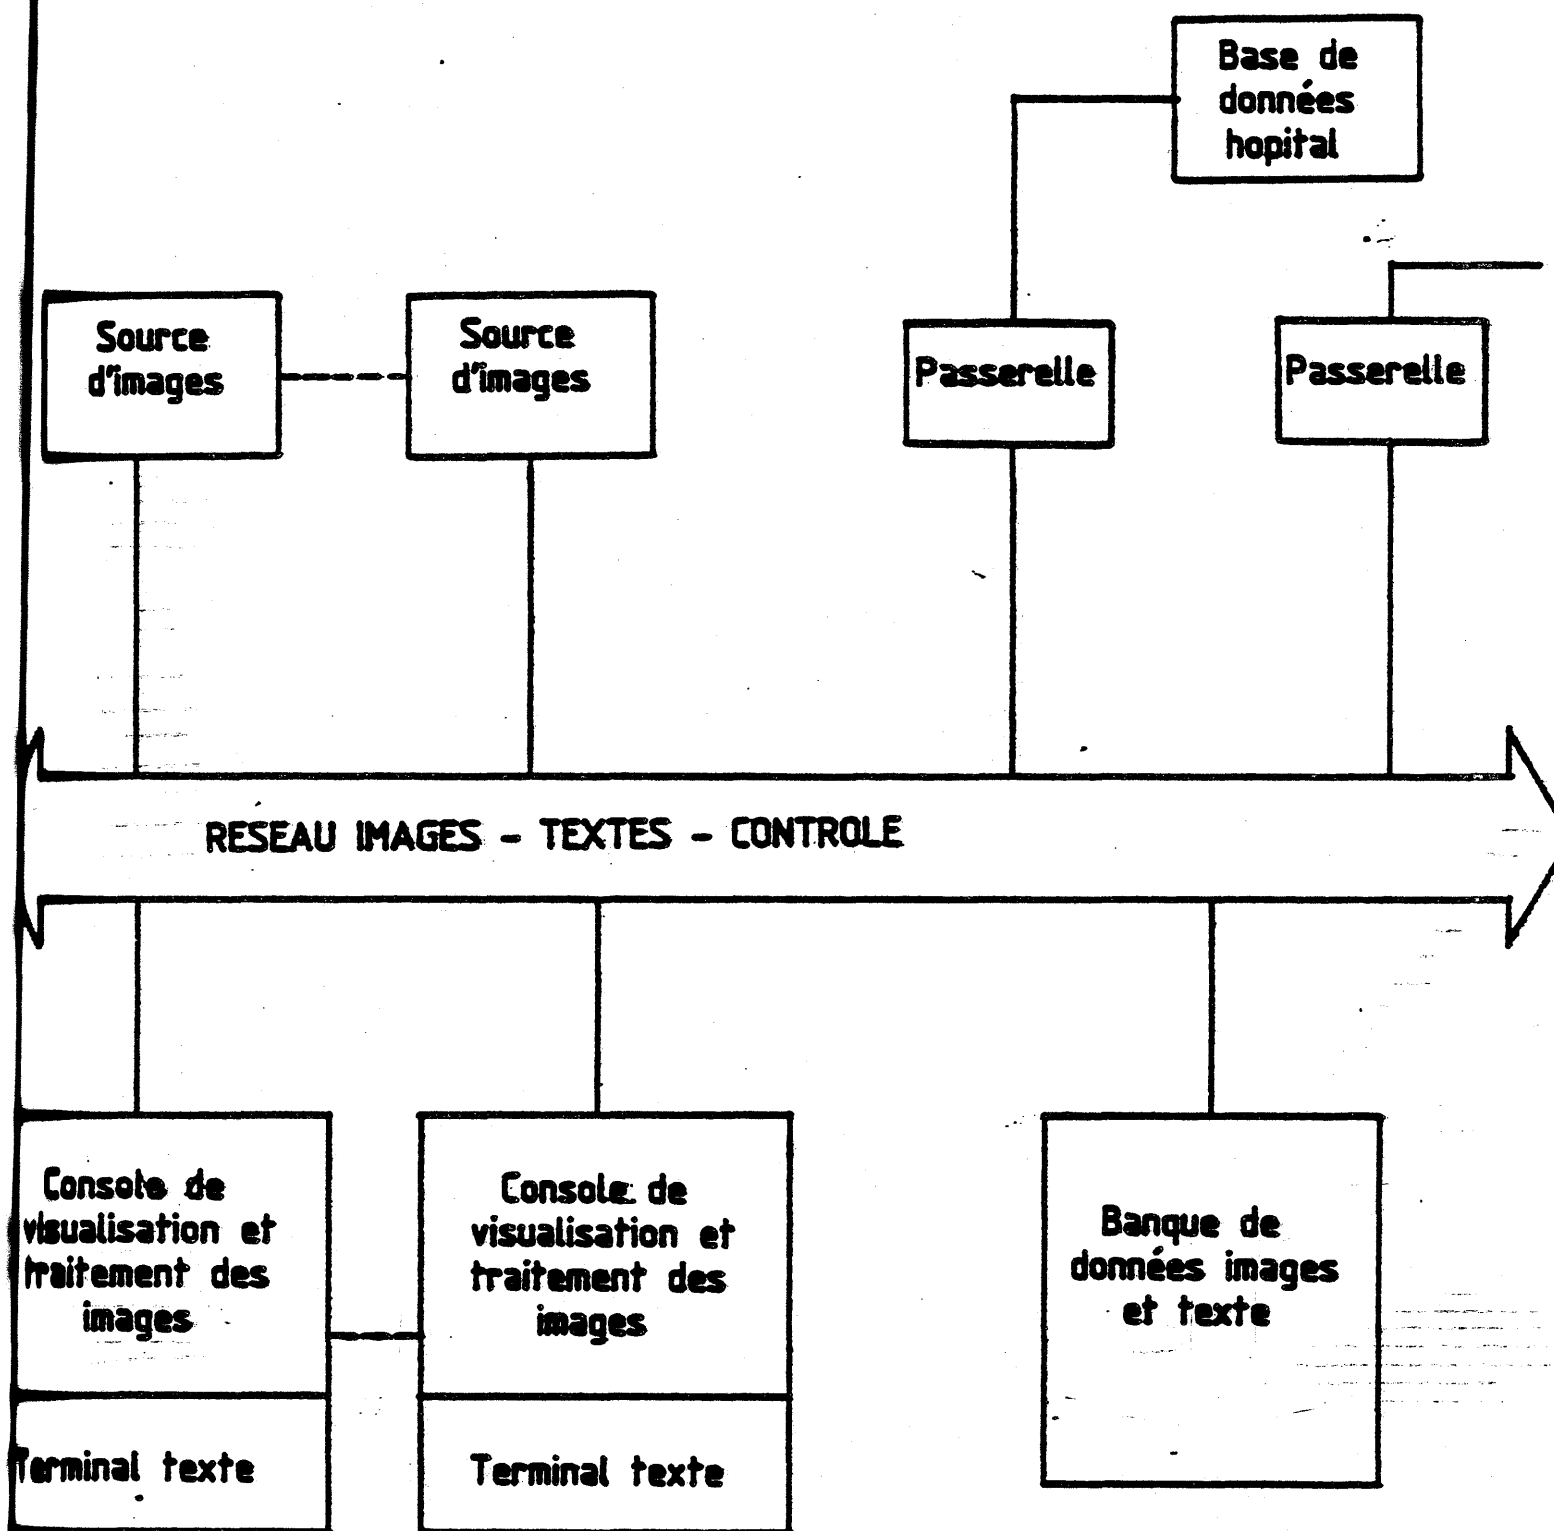 Base de
données
hopital
Source
d'images
Source
d'images
Passerelle
Passerelle
RESEAU IMAGES - TEXTES - CONTROLE
Console de
visualisation et
traitement des
images
Terminal texte
Console de
visualisation et
traitement des
images
Terminal texte
Banque de
données images
et texte